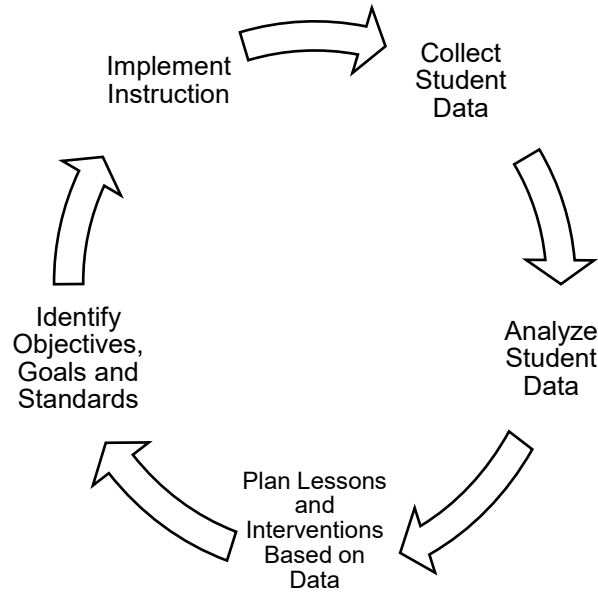 Implement
Instruction
Collect
Student
Data
Analyze
Student
Data
Plan Lessons
and
Interventions
Based on
Data
Identify
Objectives,
Goals and
Standards